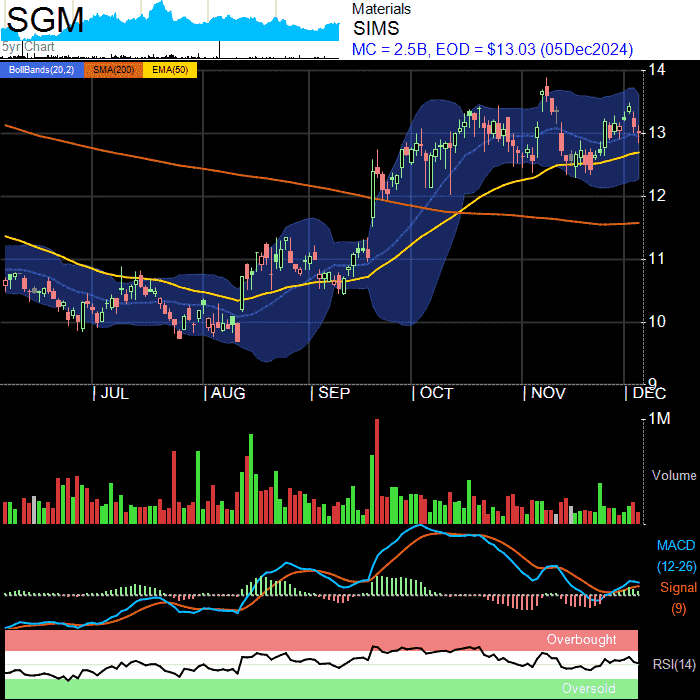 SGM
5yr Chart
Materials
SIMS
MC = 2.5B, EOD = $13.03 (05Dec2024)
BollBands(20,2) SMA(200) EMA(50)
14
13
12
11
10
9
JUL AUG SEP OCT NOV DEC
1M
Volume
MACD
(12-26)
Signal
(9)
Overbought
RSI(14)
Oversold